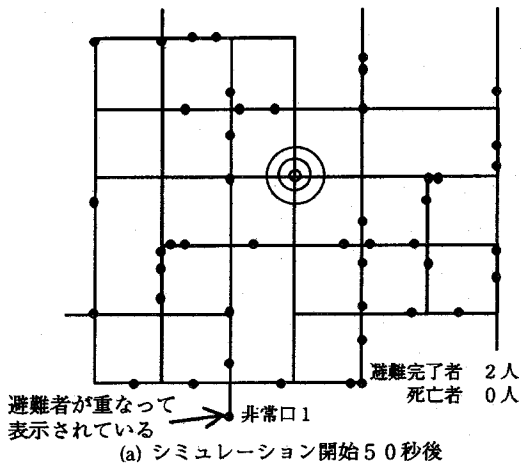 避難完了者 2人
死亡者 0人
避難者が重なって
表示されている
非常口1
(a) シミュレーション開始50秒後